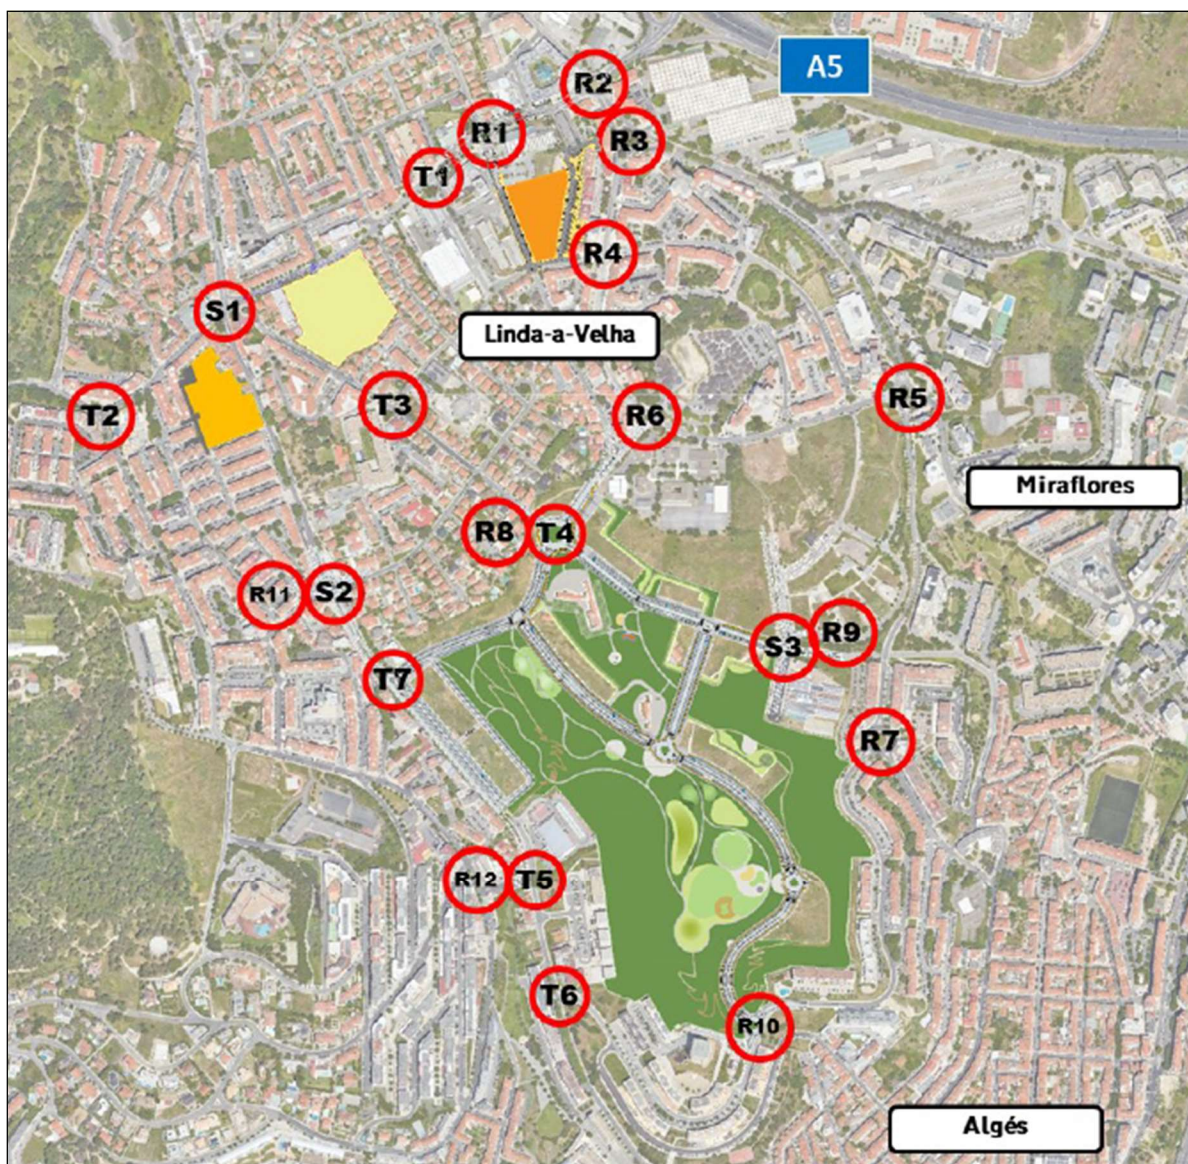 A5
R2
R1
R3
T1
R4
S1
Linda-a-Velha
T2
T3
R6
R5
Miraflores
R8
T4
R11
S2
S3
R9
T7
R7
R12
T5
T6
R10
Algés